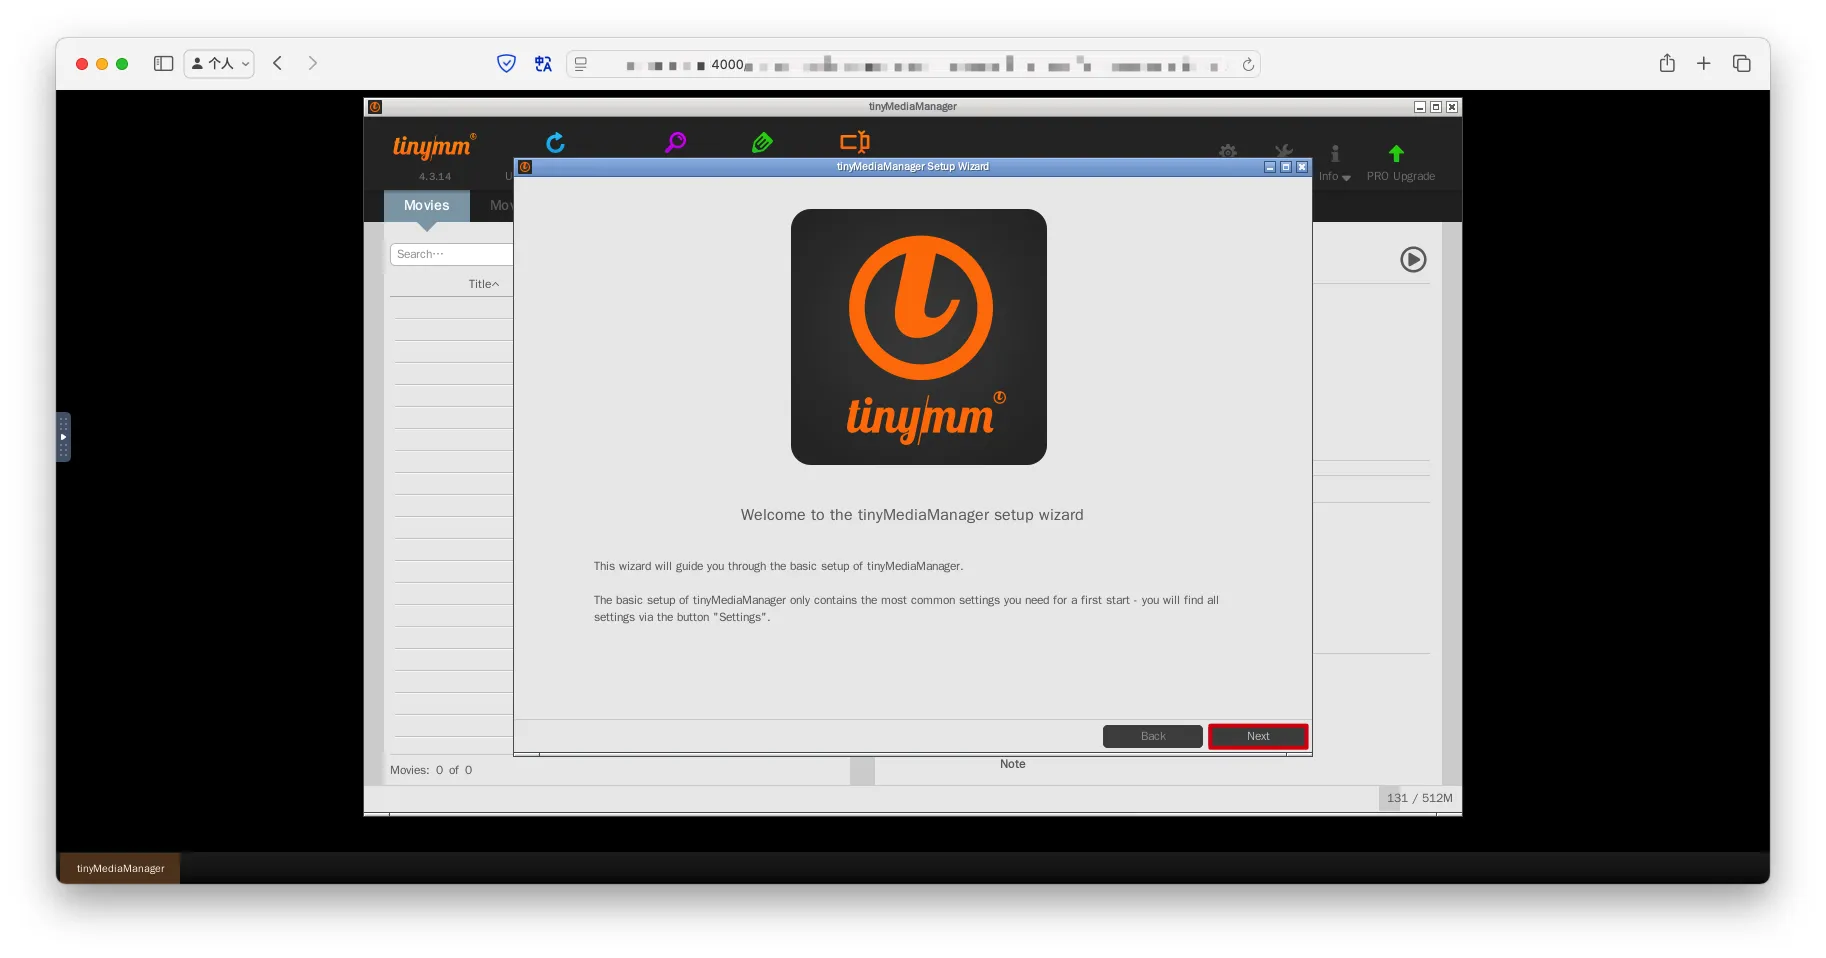 个人
4000
tinyMediaManager
tinymm
4.3.14
U
Info
PRO Upgrade
tinyMediaManager Setup Wizard
Movies
Mov
Search…
Title
tinymm
Welcome to the tinyMediaManager setup wizard
This wizard will guide you through the basic setup of tinyMediaManager.
The basic setup of tinyMediaManager only contains the most common settings you need for a first start - you will find all
settings via the button "Settings".
Back
Next
Movies: 0 of 0
Note
131 / 512M
tinyMediaManager